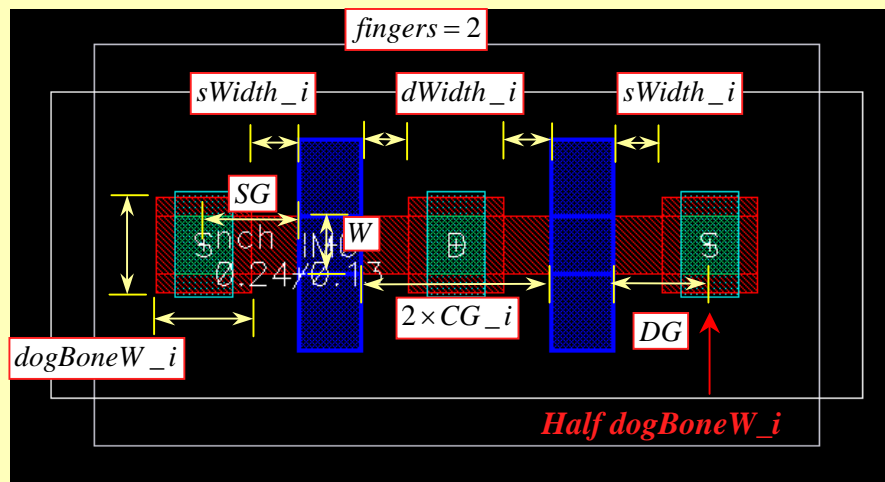 fingers = 2
sWidth_i
dWidth_i
sWidth_i
SG
W
S
nch
D
S
0.24/0.13
2×CG_i
DG
dogBoneW_i
Half dogBoneW_i